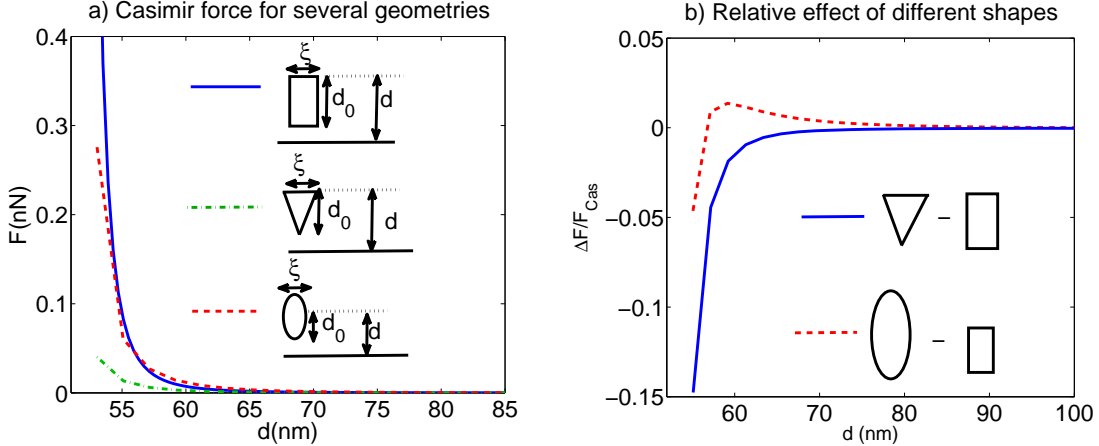 a) Casimir force for several geometries
0.4
0.3
0.2
0.1
0
F(nN)
ξ
d0
d
ξ
d0
d
ξ
d0
d
55 60 65 70 75 80 85
d(nm)
b) Relative effect of different shapes
0.05
0
−0.05
−0.1
−0.15
ΔF/FCas
−
−
60 70 80 90 100
d (nm)